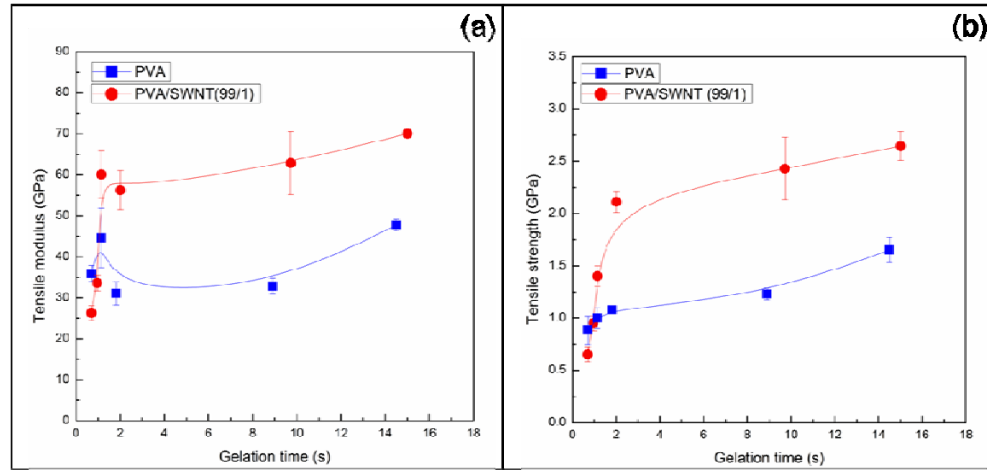 (a)
PVA
PVA/SWNT(99/1)
Tensile modulus (GPa)
90
80
70
60
50
40
30
20
10
0
0 2 4 6 8 10 12 14 16 18
Gelation time (s)
(b)
PVA
PVA/SWNT (99/1)
Tensile strength (GPa)
3.5
3.0
2.5
2.0
1.5
1.0
0.5
0.0
0 2 4 6 8 10 12 14 16 18
Gelation time (s)